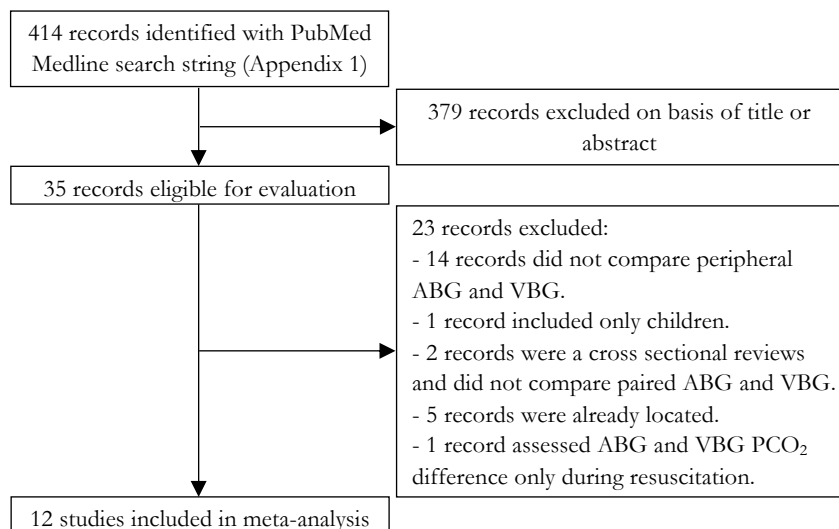 414 records identified with PubMed
Medline search string (Appendix 1)
379 records excluded on basis of title or
abstract
35 records eligible for evaluation
23 records excluded:
- 14 records did not compare peripheral
ABG and VBG.
- 1 record included only children.
- 2 records were a cross sectional reviews
and did not compare paired ABG and VBG.
- 5 records were already located.
- 1 record assessed ABG and VBG PCO₂
difference only during resuscitation.
12 studies included in meta-analysis